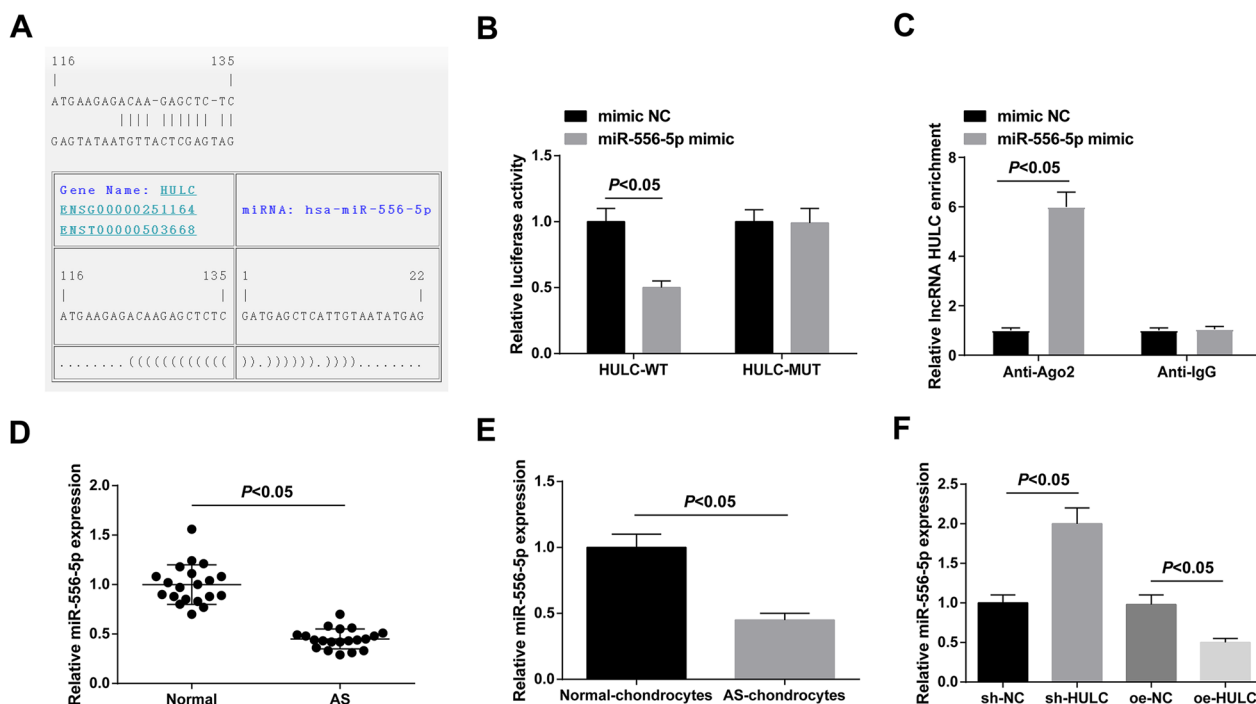 A
116 135
| |
ATGAAGAGACAA-GAGCTC-TC
|||| |||||| ||
GAGTATAATGTTACTCGAGTAG
Gene Name: HULC
ENSG00000251164
ENST00000503668
miRNA: hsa-miR-556-5p
116 135
| |
ATGAAGAGACAAGAGCTCTC
1 22
| |
GATGAGCTCATTGTAATATGAG
........((((((((((((
)).)))))).))))........
B
mimic NC
miR-556-5p mimic
Relative luciferase activity
1.5
1.0
0.5
0.0
P<0.05
HULC-WT HULC-MUT
C
mimic NC
miR-556-5p mimic
Relative lncRNA HULC enrichment
8
6
4
2
0
P<0.05
Anti-Ago2 Anti-IgG
D
Relative miR-556-5p expression
2.0
1.5
1.0
0.5
0.0
P<0.05
Normal AS
E
Relative miR-556-5p expression
1.5
1.0
0.5
0.0
P<0.05
Normal-chondrocytes AS-chondrocytes
F
Relative miR-556-5p expression
2.5
2.0
1.5
1.0
0.5
0.0
P<0.05
P<0.05
sh-NC sh-HULC oe-NC oe-HULC